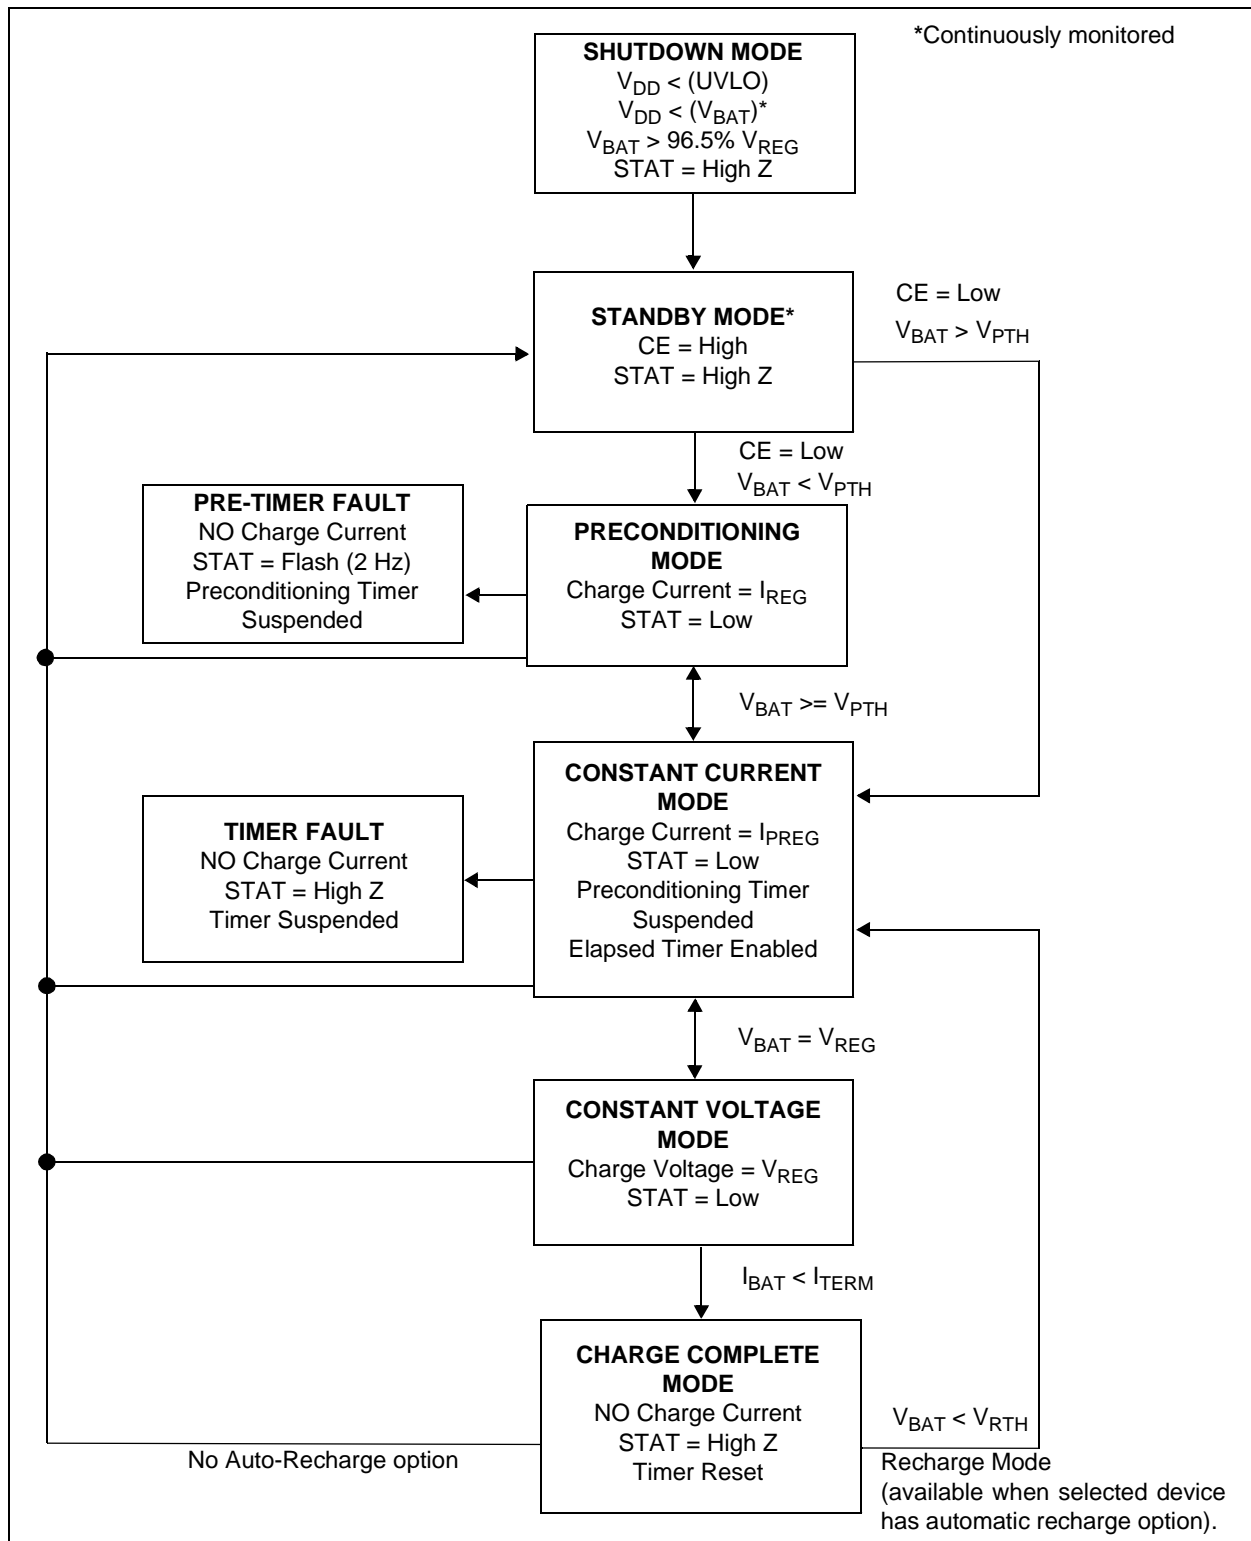 *Continuously monitored
SHUTDOWN MODE
VDD < (UVLO)
VDD < (VBAT)*
VBAT > 96.5% VREG
STAT = High Z
CE = Low
VBAT > VPTH
STANDBY MODE*
CE = High
STAT = High Z
CE = Low
VBAT < VPTH
PRE-TIMER FAULT
NO Charge Current
STAT = Flash (2 Hz)
Preconditioning Timer
Suspended
PRECONDITIONING
MODE
Charge Current = IREG
STAT = Low
VBAT >= VPTH
CONSTANT CURRENT
MODE
Charge Current = IPREG
STAT = Low
Preconditioning Timer
Suspended
Elapsed Timer Enabled
TIMER FAULT
NO Charge Current
STAT = High Z
Timer Suspended
VBAT = VREG
CONSTANT VOLTAGE
MODE
Charge Voltage = VREG
STAT = Low
IBAT < ITERM
CHARGE COMPLETE
MODE
NO Charge Current
STAT = High Z
Timer Reset
No Auto-Recharge option
VBAT < VRTH
Recharge Mode
(available when selected device
has automatic recharge option).